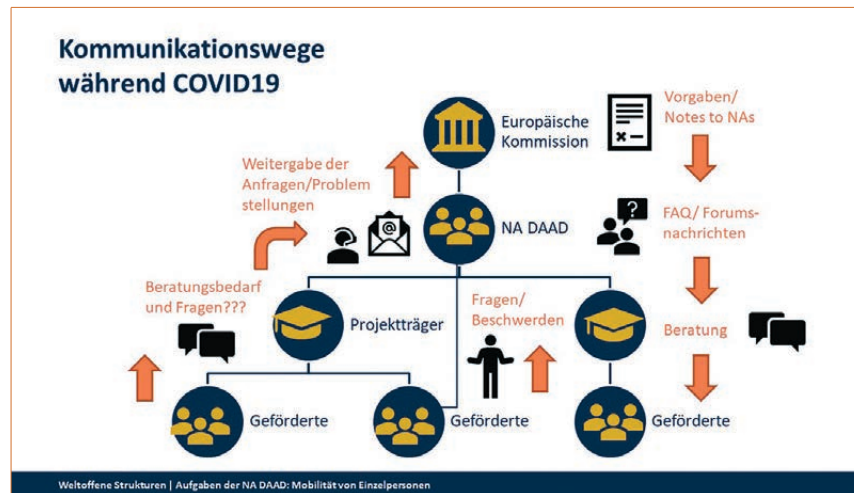 Kommunikationswege
während COVID19
Europäische
Kommission
Vorgaben/
Notes to NAs
Weitergabe der
Anfragen/Problem
stellungen
@
NA DAAD
?
FAQ/ Forums-
nachrichten
Beratungsbedarf
und Fragen???
Projektträger
Fragen/
Beschwerden
Beratung
Geförderte
Geförderte
Geförderte
Weltoffene Strukturen | Aufgaben der NA DAAD: Mobilität von Einzelpersonen